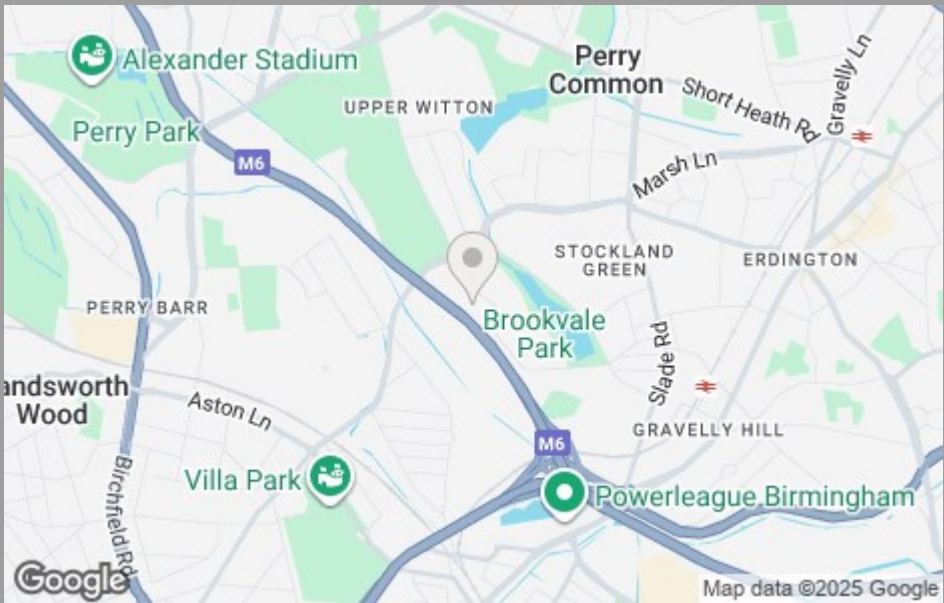 Alexander Stadium
Perry Park
M6
UPPER WITTON
Perry
Common
Short Heath Rd
Gravelly Ln
Marsh Ln
STOCKLAND
GREEN
ERDINGTON
PERRY BARR
Brookvale
Park
Slade Rd
andsworth
Wood
Aston Ln
M6
GRAVELLY HILL
Villa Park
Birchfield Rd
Powerleague Birmingham
Google
Map data ©2025 Google